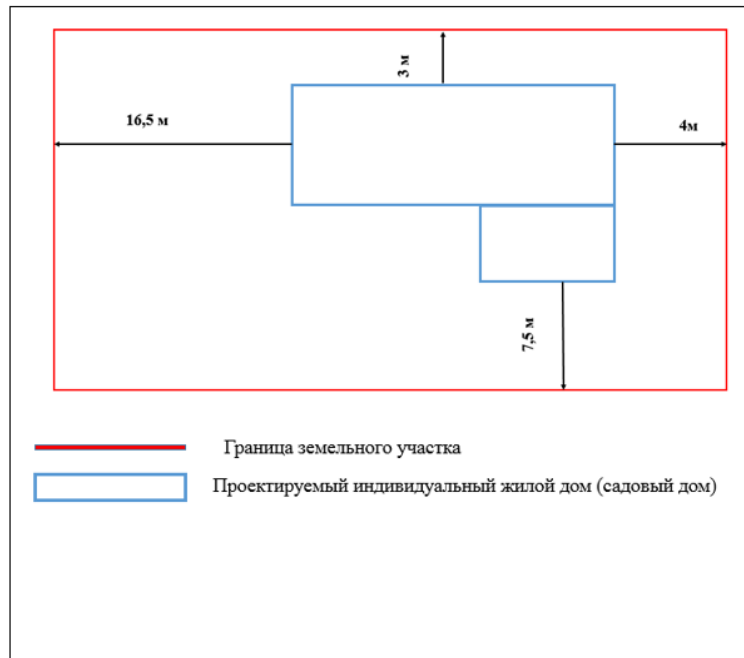 3 м
16,5 м
4м
7,5 м
Граница земельного участка
Проектируемый индивидуальный жилой дом (садовый дом)